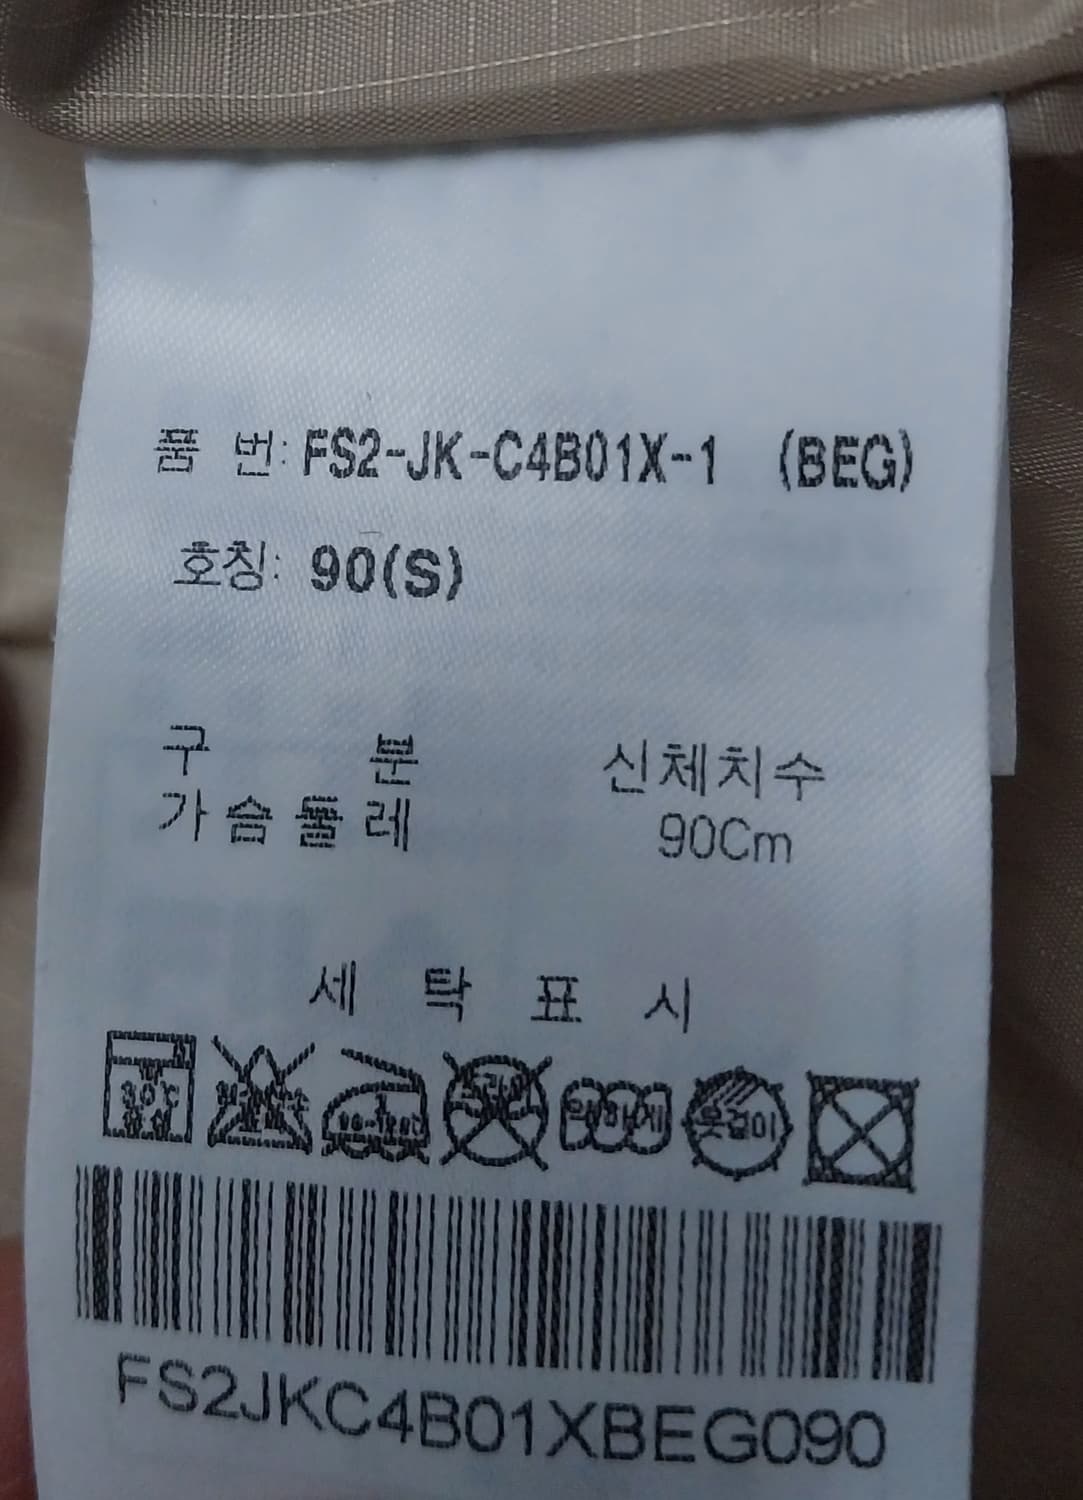 품 번: FS2-JK-C4B01X-1 (BEG)
호칭: 90(S)
구 분 신체치수
가슴둘레 90Cm
세 탁 표 시
30℃
약하게 옷걸이
FS2JKC4B01XBEG090